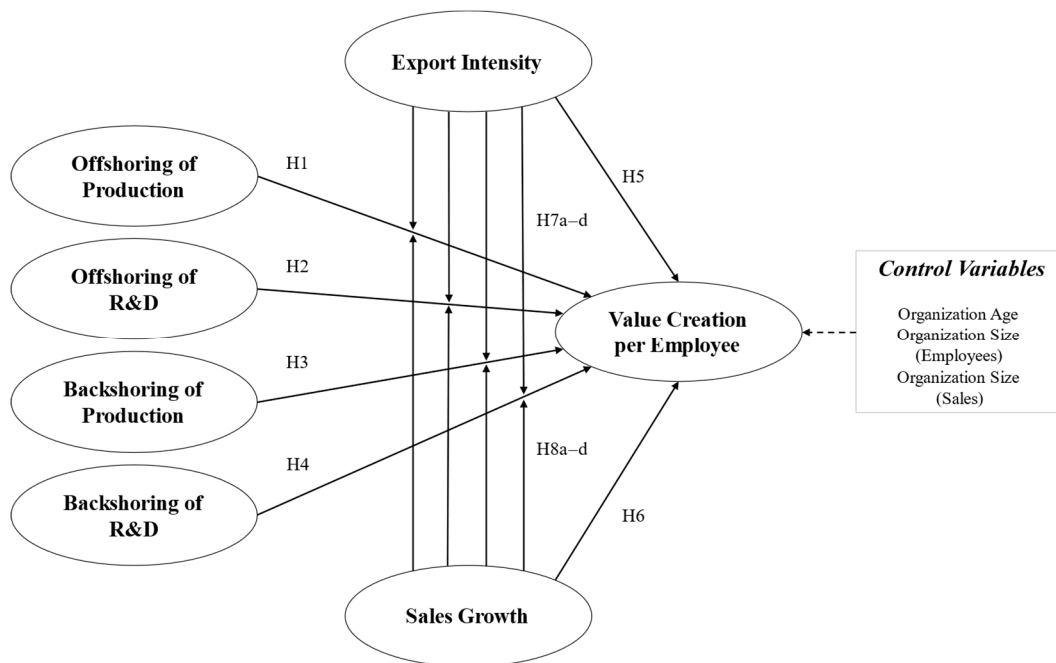 Export Intensity
Offshoring of
Production
H1
H5
H7a–d
Offshoring of
R&D
H2
Control Variables
Organization Age
Organization Size
(Employees)
Organization Size
(Sales)
Value Creation
per Employee
Backshoring of
Production
H3
H8a–d
Backshoring of
R&D
H4
H6
Sales Growth